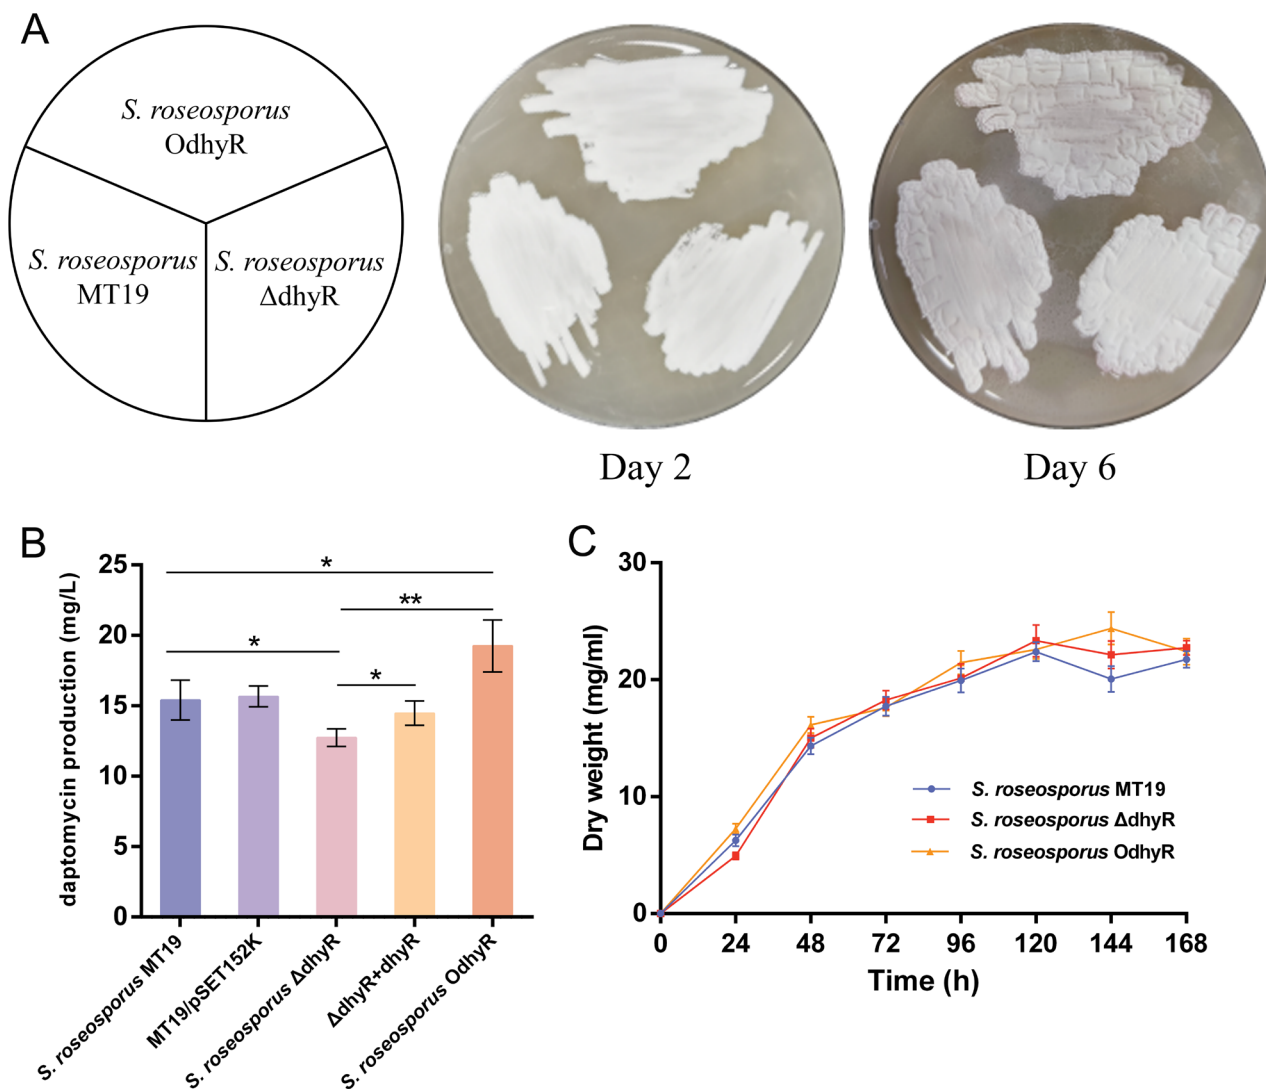 A
S. roseosporus
OdhyR
S. roseosporus
MT19
S. roseosporus
ΔdhyR
Day 2
Day 6
B
daptomycin production (mg/L)
25
20
15
10
5
0
*
**
*
*
S. roseosporus MT19
MT19/pSET152K
S. roseosporus ΔdhyR
ΔdhyR+dhyR
S. roseosporus OdhyR
C
Dry weight (mg/ml)
30
20
10
0
S. roseosporus MT19
S. roseosporus ΔdhyR
S. roseosporus OdhyR
0 24 48 72 96 120 144 168
Time (h)